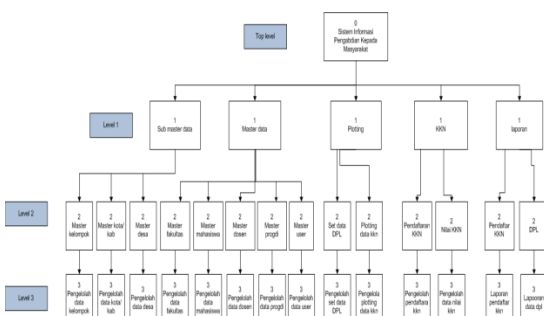 Top level
0
Sistem Informasi
Pengabdian Kepada
Masyarakat
Level 1
1
Sub master data
1
Master data
1
Ploting
1
KKN
1
laporan
Level 2
2
Master
kelompok
2
Master kota/
kab
2
Master
desa
2
Master
fakultas
2
Master
mahasiswa
2
Master
dosen
2
Master
progdi
2
Master
user
2
Set data
DPL
2
Ploting
data kkn
2
Pendaftaran
KKN
2
Nilai KKN
2
Pendaftar
KKN
2
DPL
Level 3
3
Pengelolah
data
kelompok
3
Pengelolah
data kota/
kab
3
Pengelolah
data desa
3
Pengelolah
data
fakultas
3
Pengelolah
data
mahasiswa
3
Pengelolah
data dosen
3
Pengelolah
data progdi
3
Pengelolah
data user
3
Pengelolah
set data
DPL
3
Pengelola
ploting
data kkn
3
Pengelolah
pendaftara
kkn
3
Pengelolah
data nilai
kkn
3
Laporan
pendaftar
kkn
3
Lapooran
data dpl